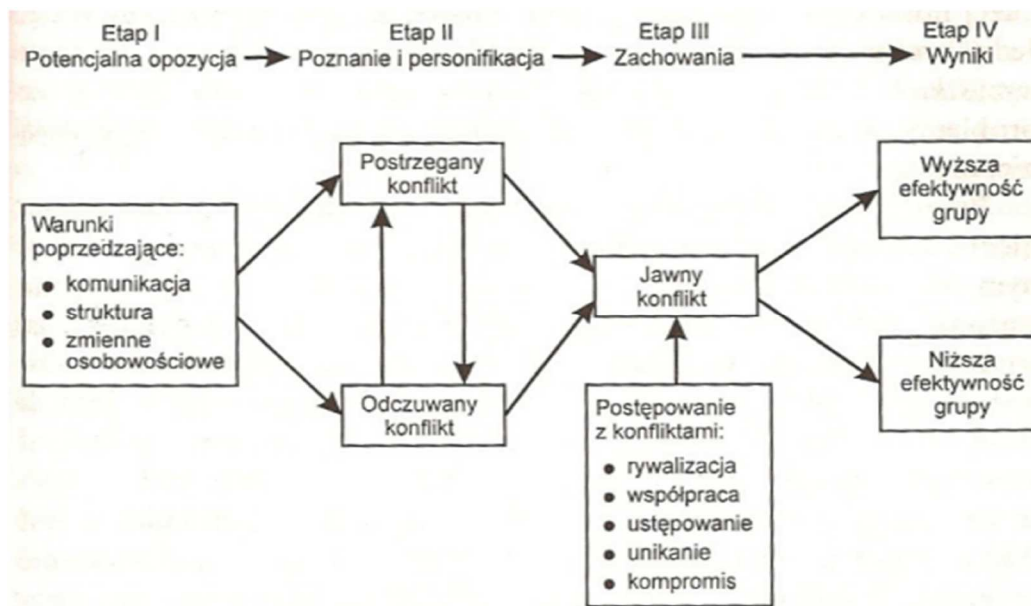 Etap I
Potencjalna opozycja
Etap II
Poznanie i personifikacja
Etap III
Zachowania
Etap IV
Wyniki
Warunki
poprzedzające:
• komunikacja
• struktura
• zmienne
osobowościowe
Postrzegany
konflikt
Odczuwany
konflikt
Jawny
konflikt
Postępowanie
z konfliktami:
• rywalizacja
• współpraca
• ustępowanie
• unikanie
• kompromis
Wyższa
efektywność
grupy
Niższa
efektywność
grupy